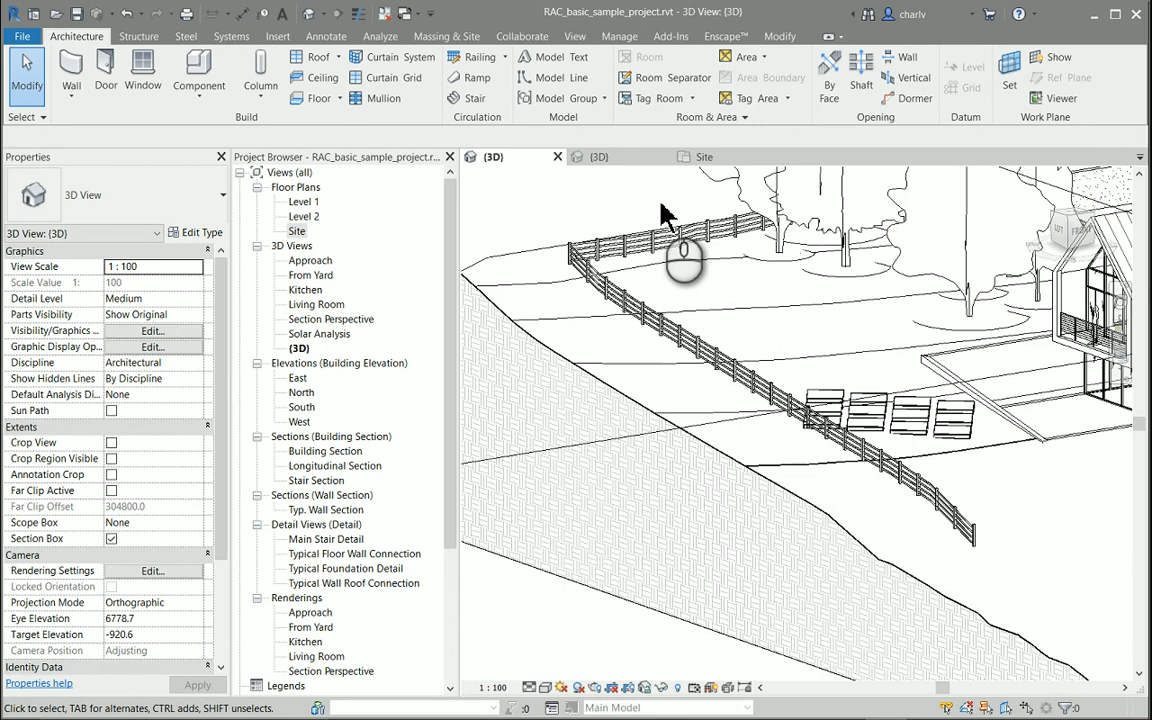 RAC_basic_sample_project.rvt - 3D View: {3D}
charlv
File Architecture Structure Steel Systems Insert Annotate Analyze Massing & Site Collaborate View Manage Add-Ins Enscape™ Modify
Modify
Wall
Door
Window
Component
Column
Roof
Ceiling
Floor
Curtain System
Curtain Grid
Mullion
Railing
Ramp
Stair
Model Text
Model Line
Model Group
Room
Room Separator
Tag Room
Area
Area Boundary
Tag Area
By Face
Shaft
Wall
Vertical
Dormer
Level
Grid
Set
Show
Ref Plane
Viewer
Select
Build
Circulation
Model
Room & Area
Opening
Datum
Work Plane
Properties
3D View
3D View: {3D} Edit Type
Graphics
View Scale 1 : 100
Scale Value 1: 100
Detail Level Medium
Parts Visibility Show Original
Visibility/Graphics ... Edit...
Graphic Display Op... Edit...
Discipline Architectural
Show Hidden Lines By Discipline
Default Analysis Di... None
Sun Path
Extents
Crop View
Crop Region Visible
Annotation Crop
Far Clip Active
Far Clip Offset 304800.0
Scope Box None
Section Box
Camera
Rendering Settings Edit...
Locked Orientation
Projection Mode Orthographic
Eye Elevation 6778.7
Target Elevation -920.6
Camera Position Adjusting
Identity Data
Properties help Apply
Project Browser - RAC_basic_sample_project.r...
Views (all)
Floor Plans
Level 1
Level 2
Site
3D Views
Approach
From Yard
Kitchen
Living Room
Section Perspective
Solar Analysis
{3D}
Elevations (Building Elevation)
East
North
South
West
Sections (Building Section)
Building Section
Longitudinal Section
Stair Section
Sections (Wall Section)
Typ. Wall Section
Detail Views (Detail)
Main Stair Detail
Typical Floor Wall Connection
Typical Foundation Detail
Typical Wall Roof Connection
Renderings
Approach
From Yard
Kitchen
Living Room
Section Perspective
Legends
{3D}
{3D}
Site
1 : 100
Click to select, TAB for alternates, CTRL adds, SHIFT unselects.
:0
Main Model
:0